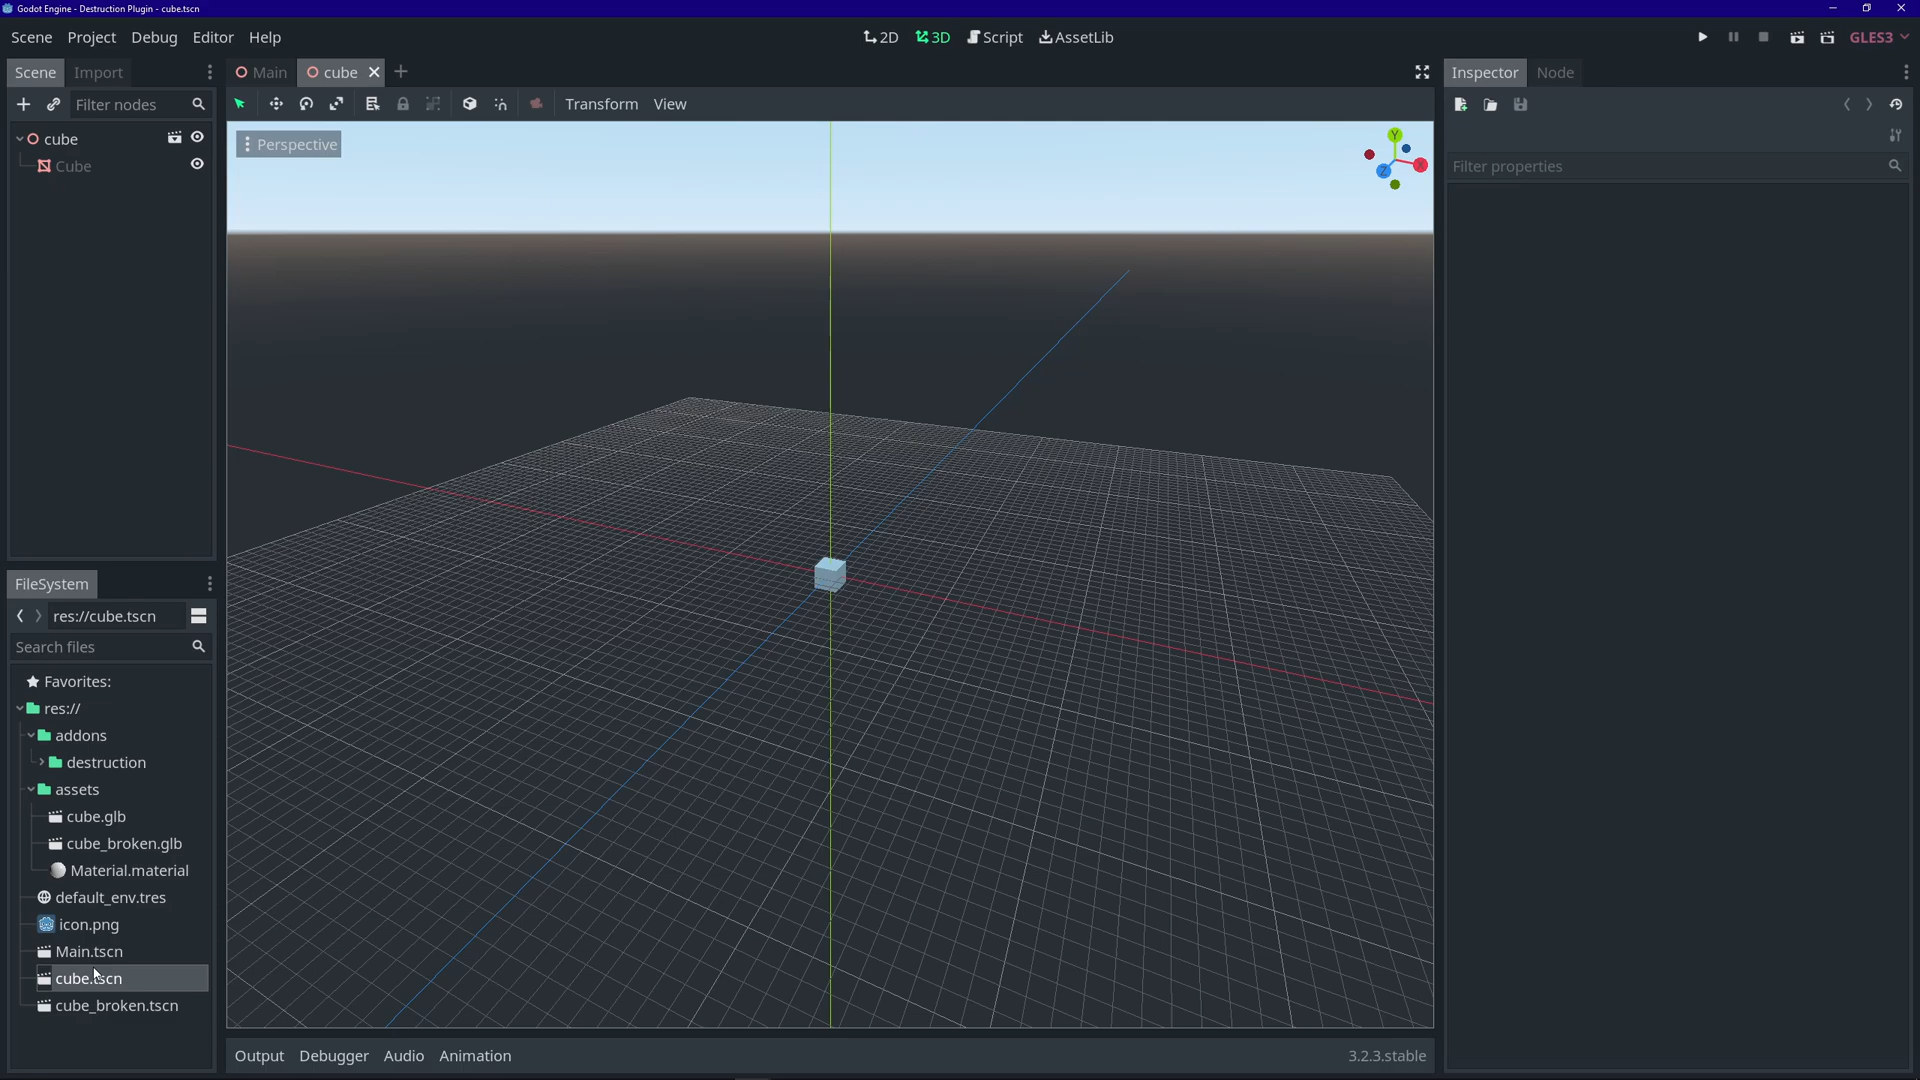 Godot Engine - Destruction Plugin - cube.tscn
Scene Project Debug Editor Help
2D 3D Script AssetLib
GLES3
Scene Import
Main cube
Inspector Node
Filter nodes
Transform View
cube
Cube
Perspective
Y
X
Z
Filter properties
FileSystem
res://cube.tscn
Search files
Favorites:
res://
addons
destruction
assets
cube.glb
cube_broken.glb
Material.material
default_env.tres
icon.png
Main.tscn
cube.tscn
cube_broken.tscn
Output Debugger Audio Animation
3.2.3.stable